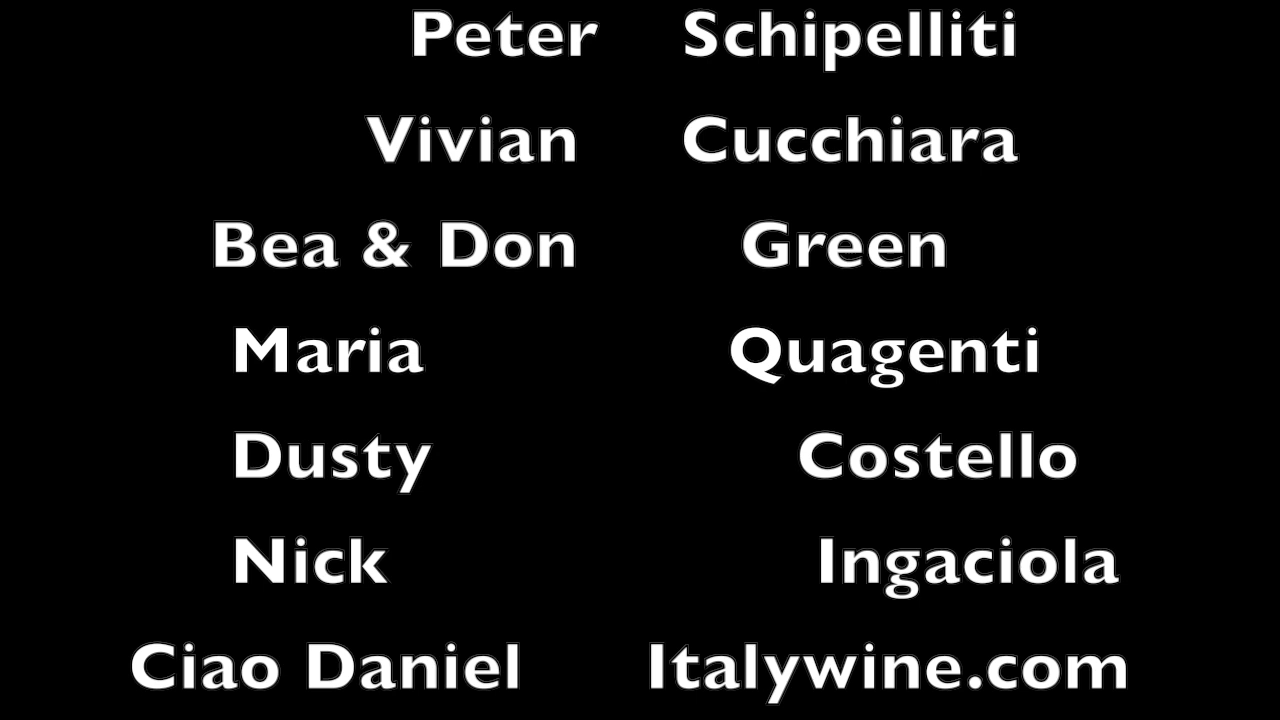 Peter Schipelliti
Vivian Cucchiara
Bea & Don Green
Maria Quagenti
Dusty Costello
Nick Ingaciola
Ciao Daniel Italywine.com